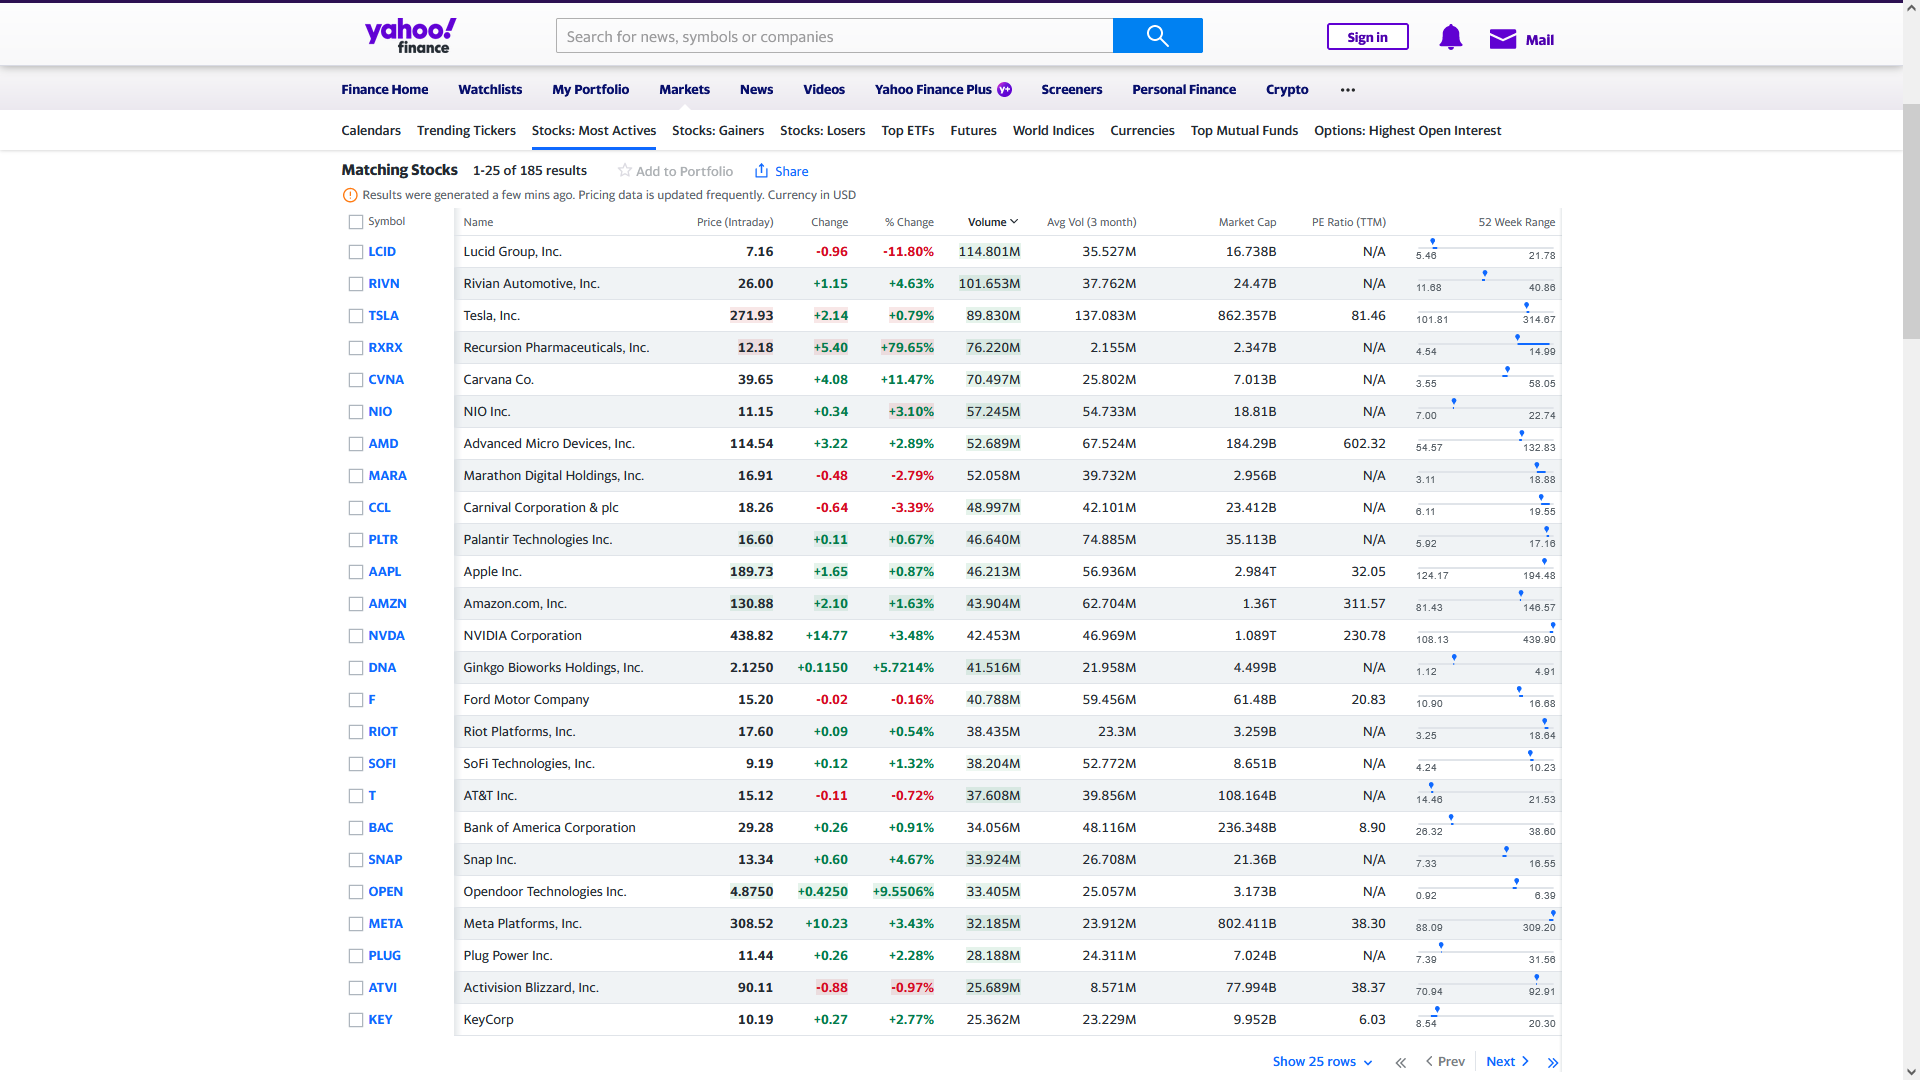 yahoo!
finance
Search for news, symbols or companies
Sign in
Mail
Finance Home Watchlists My Portfolio Markets News Videos Yahoo Finance Plus Y+ Screeners Personal Finance Crypto ...
Calendars Trending Tickers Stocks: Most Actives Stocks: Gainers Stocks: Losers Top ETFs Futures World Indices Currencies Top Mutual Funds Options: Highest Open Interest
Matching Stocks 1-25 of 185 results Add to Portfolio Share
Results were generated a few mins ago. Pricing data is updated frequently. Currency in USD
Symbol Name Price (Intraday) Change % Change Volume Avg Vol (3 month) Market Cap PE Ratio (TTM) 52 Week Range
LCID Lucid Group, Inc. 7.16 -0.96 -11.80% 114.801M 35.527M 16.738B N/A 5.46 21.78
RIVN Rivian Automotive, Inc. 26.00 +1.15 +4.63% 101.653M 37.762M 24.47B N/A 11.68 40.86
TSLA Tesla, Inc. 271.93 +2.14 +0.79% 89.830M 137.083M 862.357B 81.46 101.81 314.67
RXRX Recursion Pharmaceuticals, Inc. 12.18 +5.40 +79.65% 76.220M 2.155M 2.347B N/A 4.54 14.99
CVNA Carvana Co. 39.65 +4.08 +11.47% 70.497M 25.802M 7.013B N/A 3.55 58.05
NIO NIO Inc. 11.15 +0.34 +3.10% 57.245M 54.733M 18.81B N/A 7.00 22.74
AMD Advanced Micro Devices, Inc. 114.54 +3.22 +2.89% 52.689M 67.524M 184.29B 602.32 54.57 132.83
MARA Marathon Digital Holdings, Inc. 16.91 -0.48 -2.79% 52.058M 39.732M 2.956B N/A 3.11 18.88
CCL Carnival Corporation & plc 18.26 -0.64 -3.39% 48.997M 42.101M 23.412B N/A 6.11 19.55
PLTR Palantir Technologies Inc. 16.60 +0.11 +0.67% 46.640M 74.885M 35.113B N/A 5.92 17.16
AAPL Apple Inc. 189.73 +1.65 +0.87% 46.213M 56.936M 2.984T 32.05 124.17 194.48
AMZN Amazon.com, Inc. 130.88 +2.10 +1.63% 43.904M 62.704M 1.36T 311.57 81.43 146.57
NVDA NVIDIA Corporation 438.82 +14.77 +3.48% 42.453M 46.969M 1.089T 230.78 108.13 439.90
DNA Ginkgo Bioworks Holdings, Inc. 2.1250 +0.1150 +5.7214% 41.516M 21.958M 4.499B N/A 1.12 4.91
F Ford Motor Company 15.20 -0.02 -0.16% 40.788M 59.456M 61.48B 20.83 10.90 16.68
RIOT Riot Platforms, Inc. 17.60 +0.09 +0.54% 38.435M 23.3M 3.259B N/A 3.25 18.64
SOFI SoFi Technologies, Inc. 9.19 +0.12 +1.32% 38.204M 52.772M 8.651B N/A 4.24 10.23
T AT&T Inc. 15.12 -0.11 -0.72% 37.608M 39.856M 108.164B N/A 14.46 21.53
BAC Bank of America Corporation 29.28 +0.26 +0.91% 34.056M 48.116M 236.348B 8.90 26.32 38.60
SNAP Snap Inc. 13.34 +0.60 +4.67% 33.924M 26.708M 21.36B N/A 7.33 16.55
OPEN Opendoor Technologies Inc. 4.8750 +0.4250 +9.5506% 33.405M 25.057M 3.173B N/A 0.92 6.39
META Meta Platforms, Inc. 308.52 +10.23 +3.43% 32.185M 23.912M 802.411B 38.30 88.09 309.20
PLUG Plug Power Inc. 11.44 +0.26 +2.28% 28.188M 24.311M 7.024B N/A 7.39 31.56
ATVI Activision Blizzard, Inc. 90.11 -0.88 -0.97% 25.689M 8.571M 77.994B 38.37 70.94 92.91
KEY KeyCorp 10.19 +0.27 +2.77% 25.362M 23.229M 9.952B 6.03 8.54 20.30
Show 25 rows Prev Next